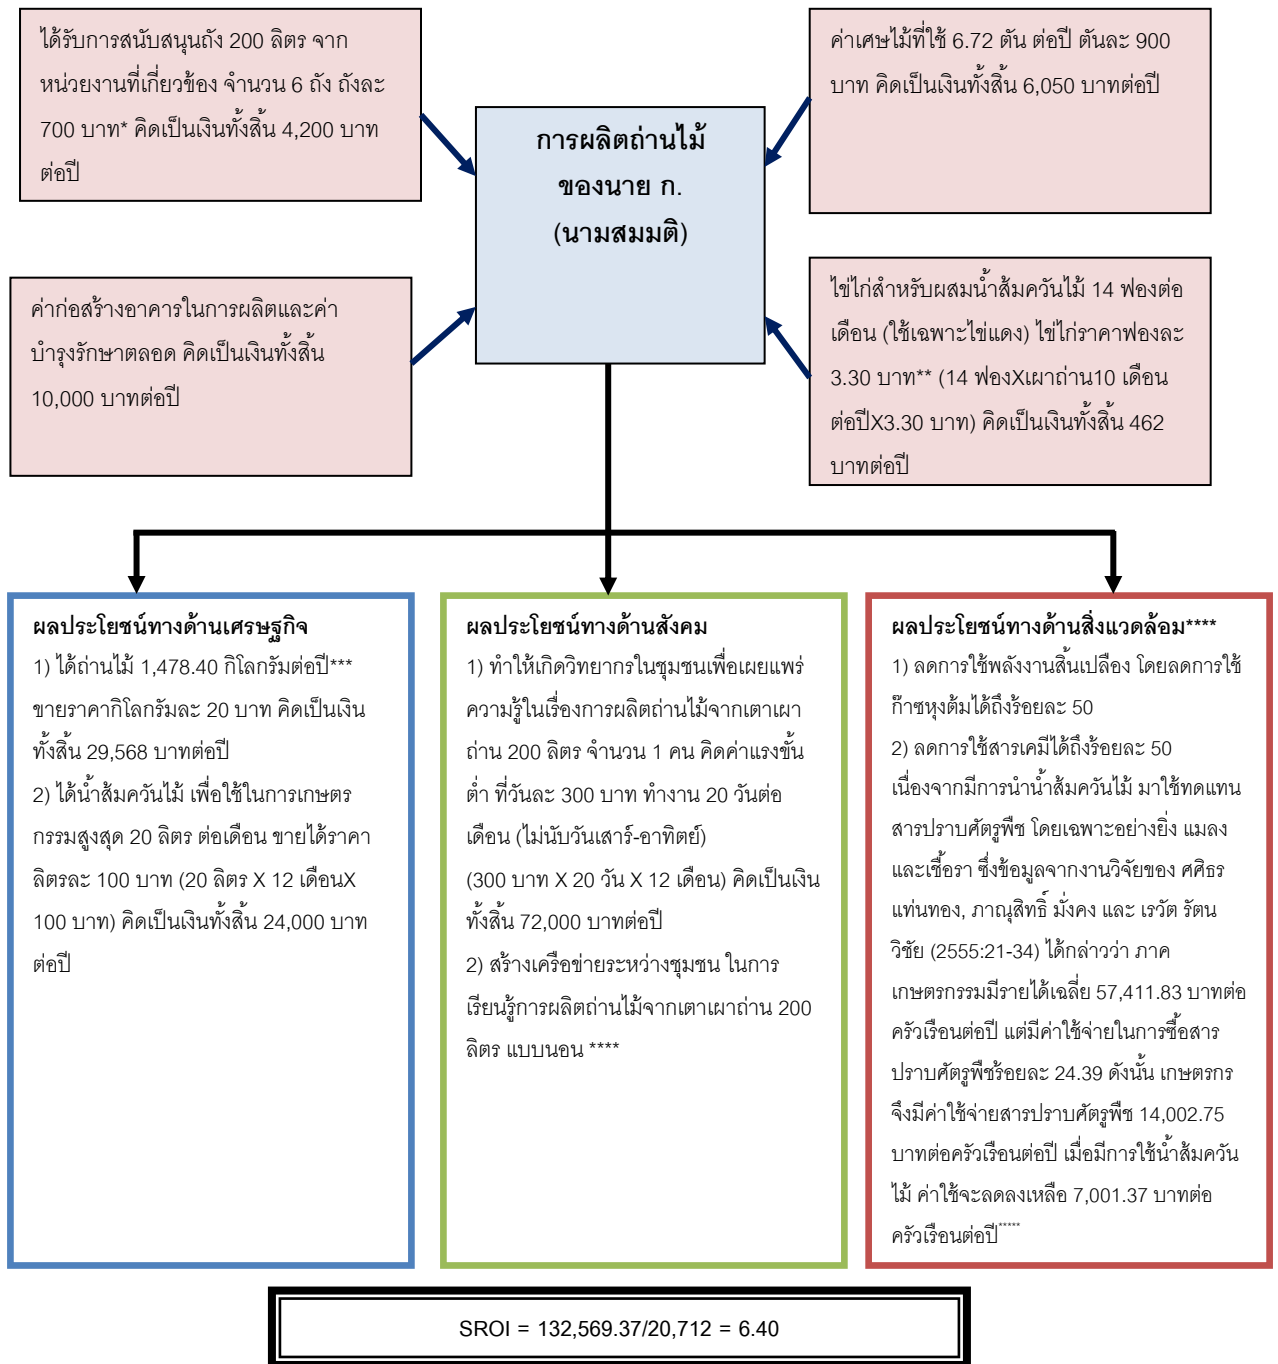 ได้รับการสนับสนุนถัง 200 ลิตร จาก
หน่วยงานที่เกี่ยวข้อง จำนวน 6 ถัง ถังละ
700 บาท* คิดเป็นเงินทั้งสิ้น 4,200 บาท
ต่อปี
ค่าเศษไม้ที่ใช้ 6.72 ตัน ต่อปี ตันละ 900
บาท คิดเป็นเงินทั้งสิ้น 6,050 บาทต่อปี
การผลิตถ่านไม้
ของนาย ก.
(นามสมมติ)
ค่าก่อสร้างอาคารในการผลิตและค่า
บำรุงรักษาตลอด คิดเป็นเงินทั้งสิ้น
10,000 บาทต่อปี
ไข่ไก่สำหรับผสมน้ำส้มควันไม้ 14 ฟองต่อ
เดือน (ใช้เฉพาะไข่แดง) ไข่ไก่ราคาฟองละ
3.30 บาท** (14 ฟองXเผาถ่าน10 เดือน
ต่อปีX3.30 บาท) คิดเป็นเงินทั้งสิ้น 462
บาทต่อปี
ผลประโยชน์ทางด้านเศรษฐกิจ
1) ได้ถ่านไม้ 1,478.40 กิโลกรัมต่อปี***
ขายราคากิโลกรัมละ 20 บาท คิดเป็นเงิน
ทั้งสิ้น 29,568 บาทต่อปี
2) ได้น้ำส้มควันไม้ เพื่อใช้ในการเกษตร
กรรมสูงสุด 20 ลิตร ต่อเดือน ขายได้ราคา
ลิตรละ 100 บาท (20 ลิตร X 12 เดือนX
100 บาท) คิดเป็นเงินทั้งสิ้น 24,000 บาท
ต่อปี
ผลประโยชน์ทางด้านสังคม
1) ทำให้เกิดวิทยากรในชุมชนเพื่อเผยแพร่
ความรู้ในเรื่องการผลิตถ่านไม้จากเตาเผา
ถ่าน 200 ลิตร จำนวน 1 คน คิดค่าแรงขั้น
ต่ำ ที่วันละ 300 บาท ทำงาน 20 วันต่อ
เดือน (ไม่นับวันเสาร์-อาทิตย์)
(300 บาท X 20 วัน X 12 เดือน) คิดเป็นเงิน
ทั้งสิ้น 72,000 บาทต่อปี
2) สร้างเครือข่ายระหว่างชุมชน ในการ
เรียนรู้การผลิตถ่านไม้จากเตาเผาถ่าน 200
ลิตร แบบนอน ****
ผลประโยชน์ทางด้านสิ่งแวดล้อม****
1) ลดการใช้พลังงานสิ้นเปลือง โดยลดการใช้
ก๊าซหุงต้มได้ถึงร้อยละ 50
2) ลดการใช้สารเคมีได้ถึงร้อยละ 50
เนื่องจากมีการนำน้ำส้มควันไม้ มาใช้ทดแทน
สารปราบศัตรูพืช โดยเฉพาะอย่างยิ่ง แมลง
และเชื้อรา ซึ่งข้อมูลจากงานวิจัยของ ศศิธร
แท่นทอง, ภาณุสิทธิ์ มั่งคง และ เรวัต รัตน
วิชัย (2555:21-34) ได้กล่าวว่า ภาค
เกษตรกรรมมีรายได้เฉลี่ย 57,411.83 บาทต่อ
ครัวเรือนต่อปี แต่มีค่าใช้จ่ายในการซื้อสาร
ปราบศัตรูพืชร้อยละ 24.39 ดังนั้น เกษตรกร
จึงมีค่าใช้จ่ายสารปราบศัตรูพืช 14,002.75
บาทต่อครัวเรือนต่อปี เมื่อมีการใช้น้ำส้มควัน
ไม้ ค่าใช้จะลดลงเหลือ 7,001.37 บาทต่อ
ครัวเรือนต่อปี*****
SROI = 132,569.37/20,712 = 6.40